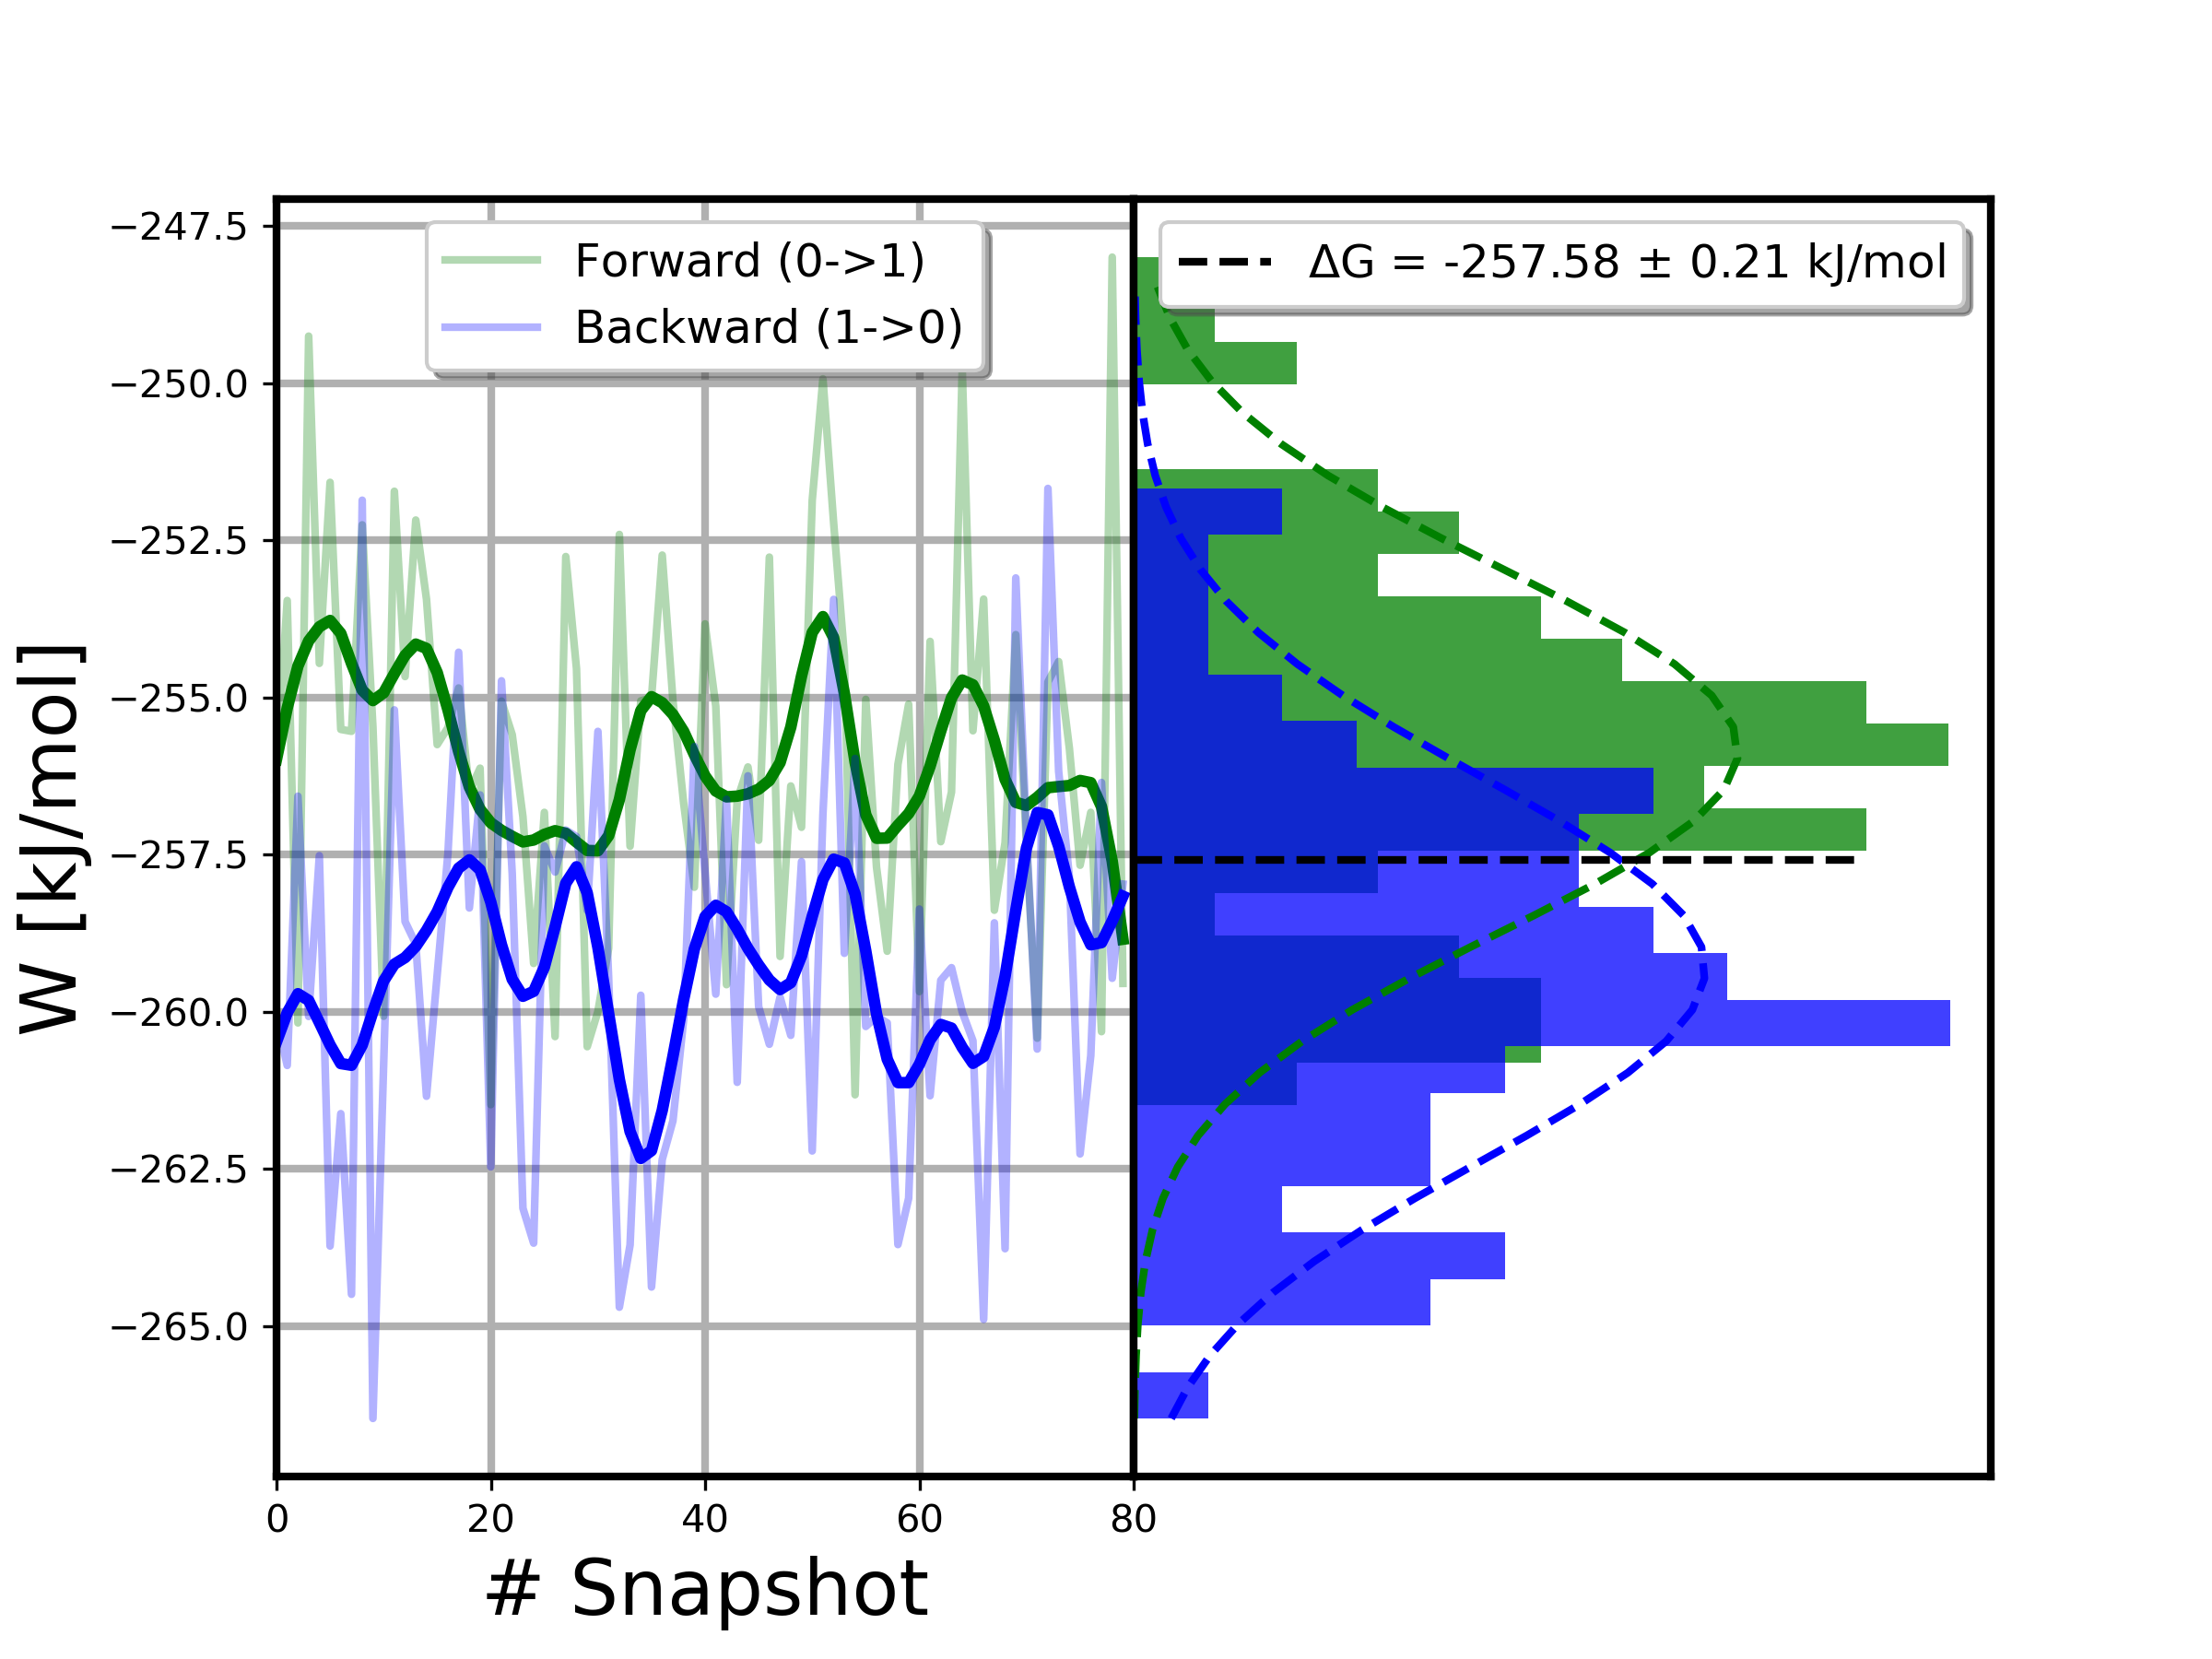 Forward (0->1)
Backward (1->0)
ΔG = -257.58 ± 0.21 kJ/mol
W [kJ/mol]
−247.5
−250.0
−252.5
−255.0
−257.5
−260.0
−262.5
−265.0
0 20 40 60 80
# Snapshot